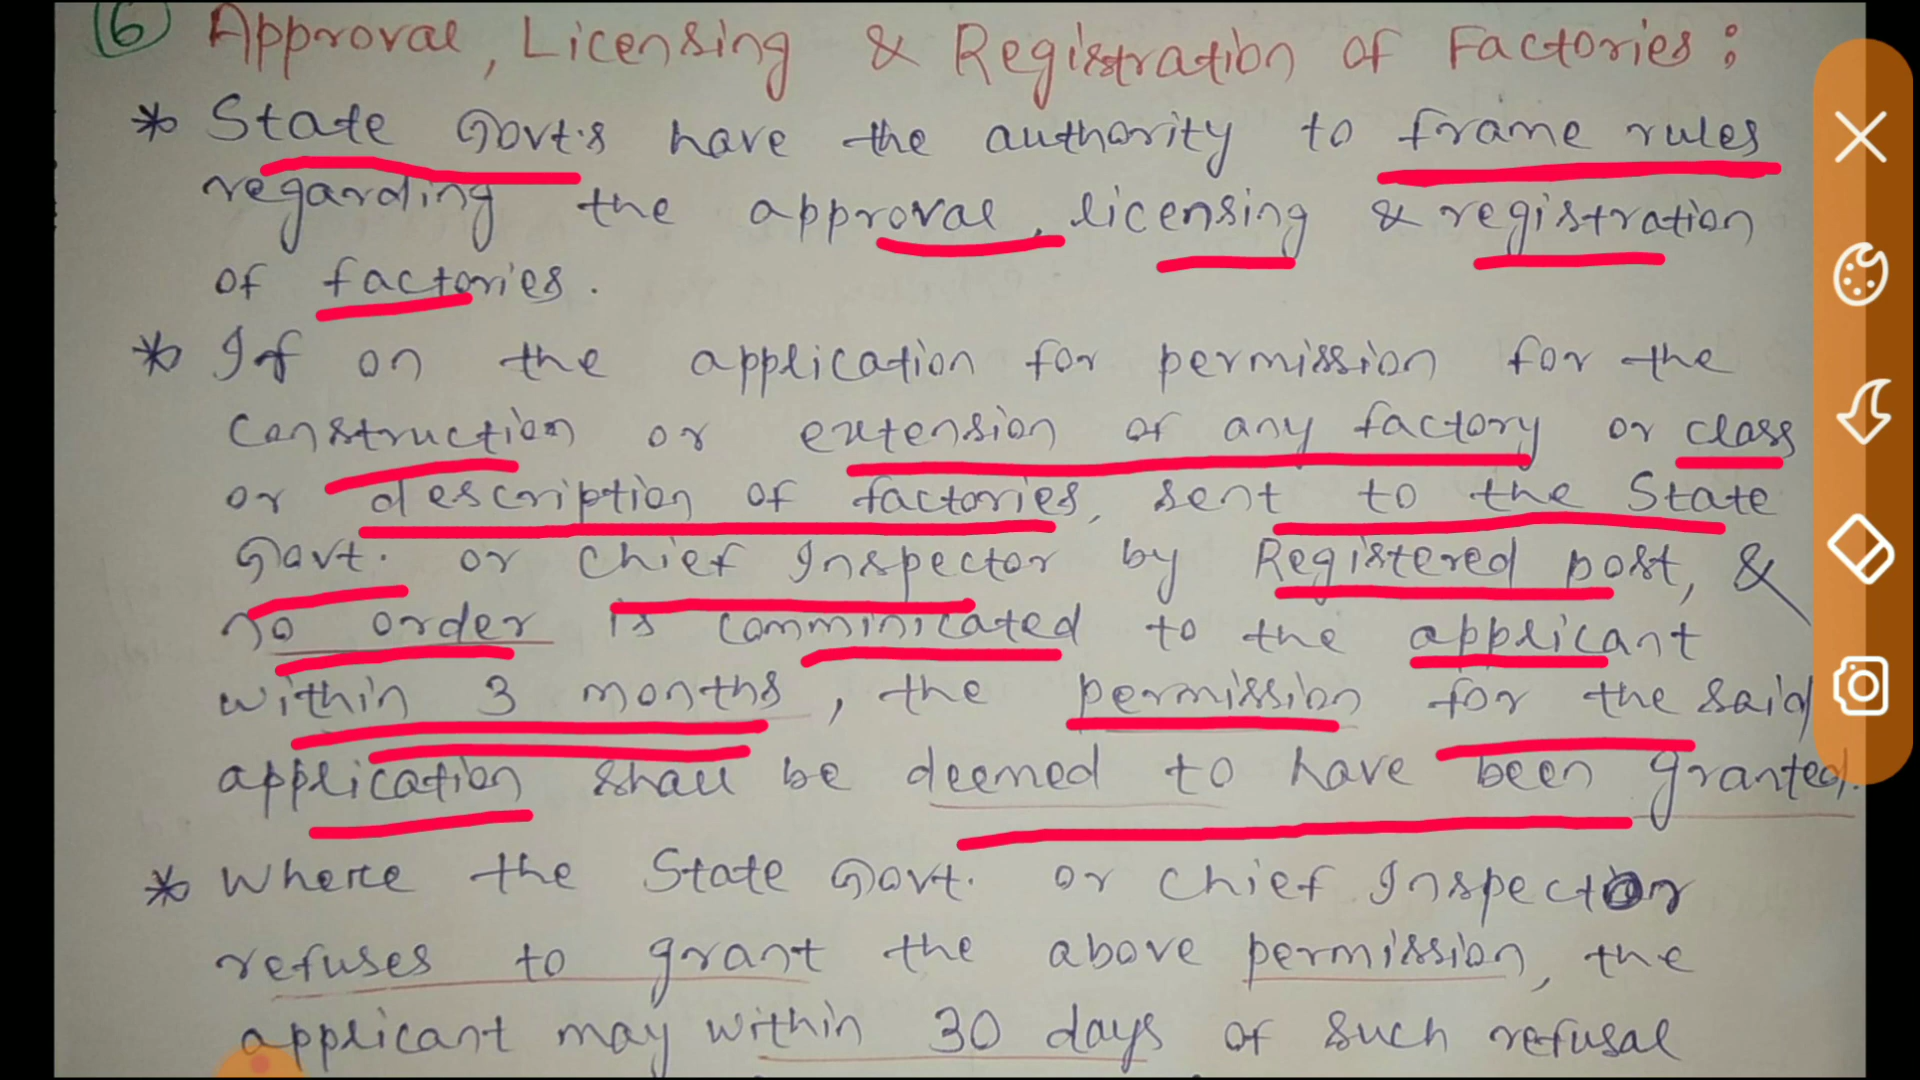 6 Approval, Licensing & Registration of Factories:
* State Govt's have the authority to frame rules
regarding the approval, licensing & registration
of factories.
* If on the application for permission for the
construction or extension of any factory or class
or description of factories, sent to the State
Govt. or Chief Inspector by Registered post, &
no order is comminicated to the applicant
within 3 months, the permission for the said
application shall be deemed to have been granted.
* Where the State Govt. or Chief Inspector
refuses to grant the above permission, the
applicant may within 30 days of such refusal